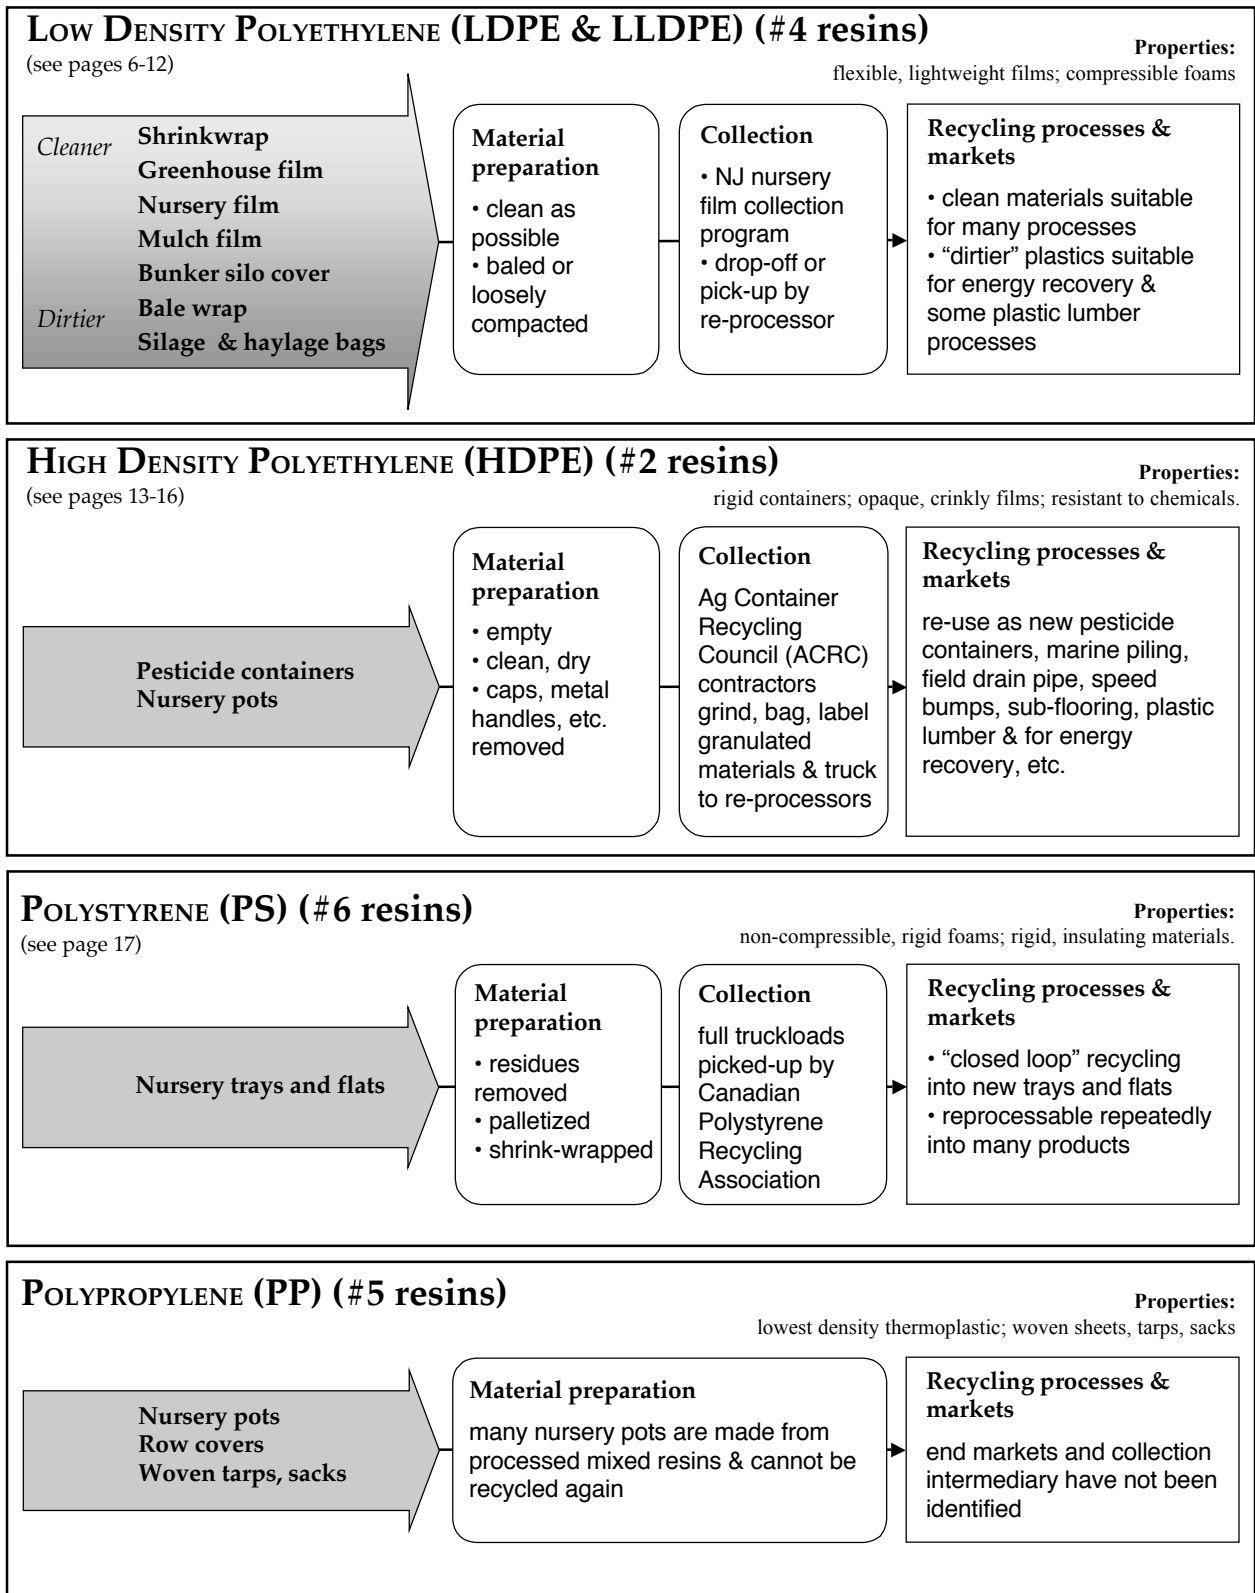 LOW DENSITY POLYETHYLENE (LDPE & LLDPE) (#4 resins)
(see pages 6-12)
Properties:
flexible, lightweight films; compressible foams
Cleaner
Shrinkwrap
Greenhouse film
Nursery film
Mulch film
Bunker silo cover
Dirtier
Bale wrap
Silage & haylage bags
Material
preparation
• clean as
possible
• baled or
loosely
compacted
Collection
• NJ nursery
film collection
program
• drop-off or
pick-up by
re-processor
Recycling processes &
markets
• clean materials suitable
for many processes
• “dirtier” plastics suitable
for energy recovery &
some plastic lumber
processes
HIGH DENSITY POLYETHYLENE (HDPE) (#2 resins)
(see pages 13-16)
Properties:
rigid containers; opaque, crinkly films; resistant to chemicals.
Pesticide containers
Nursery pots
Material
preparation
• empty
• clean, dry
• caps, metal
handles, etc.
removed
Collection
Ag Container
Recycling
Council (ACRC)
contractors
grind, bag, label
granulated
materials & truck
to re-processors
Recycling processes &
markets
re-use as new pesticide
containers, marine piling,
field drain pipe, speed
bumps, sub-flooring, plastic
lumber & for energy
recovery, etc.
POLYSTYRENE (PS) (#6 resins)
(see page 17)
Properties:
non-compressible, rigid foams; rigid, insulating materials.
Nursery trays and flats
Material
preparation
• residues
removed
• palletized
• shrink-wrapped
Collection
full truckloads
picked-up by
Canadian
Polystyrene
Recycling
Association
Recycling processes &
markets
• “closed loop” recycling
into new trays and flats
• reprocessable repeatedly
into many products
POLYPROPYLENE (PP) (#5 resins)
Properties:
lowest density thermoplastic; woven sheets, tarps, sacks
Nursery pots
Row covers
Woven tarps, sacks
Material preparation
many nursery pots are made from
processed mixed resins & cannot be
recycled again
Recycling processes &
markets
end markets and collection
intermediary have not been
identified